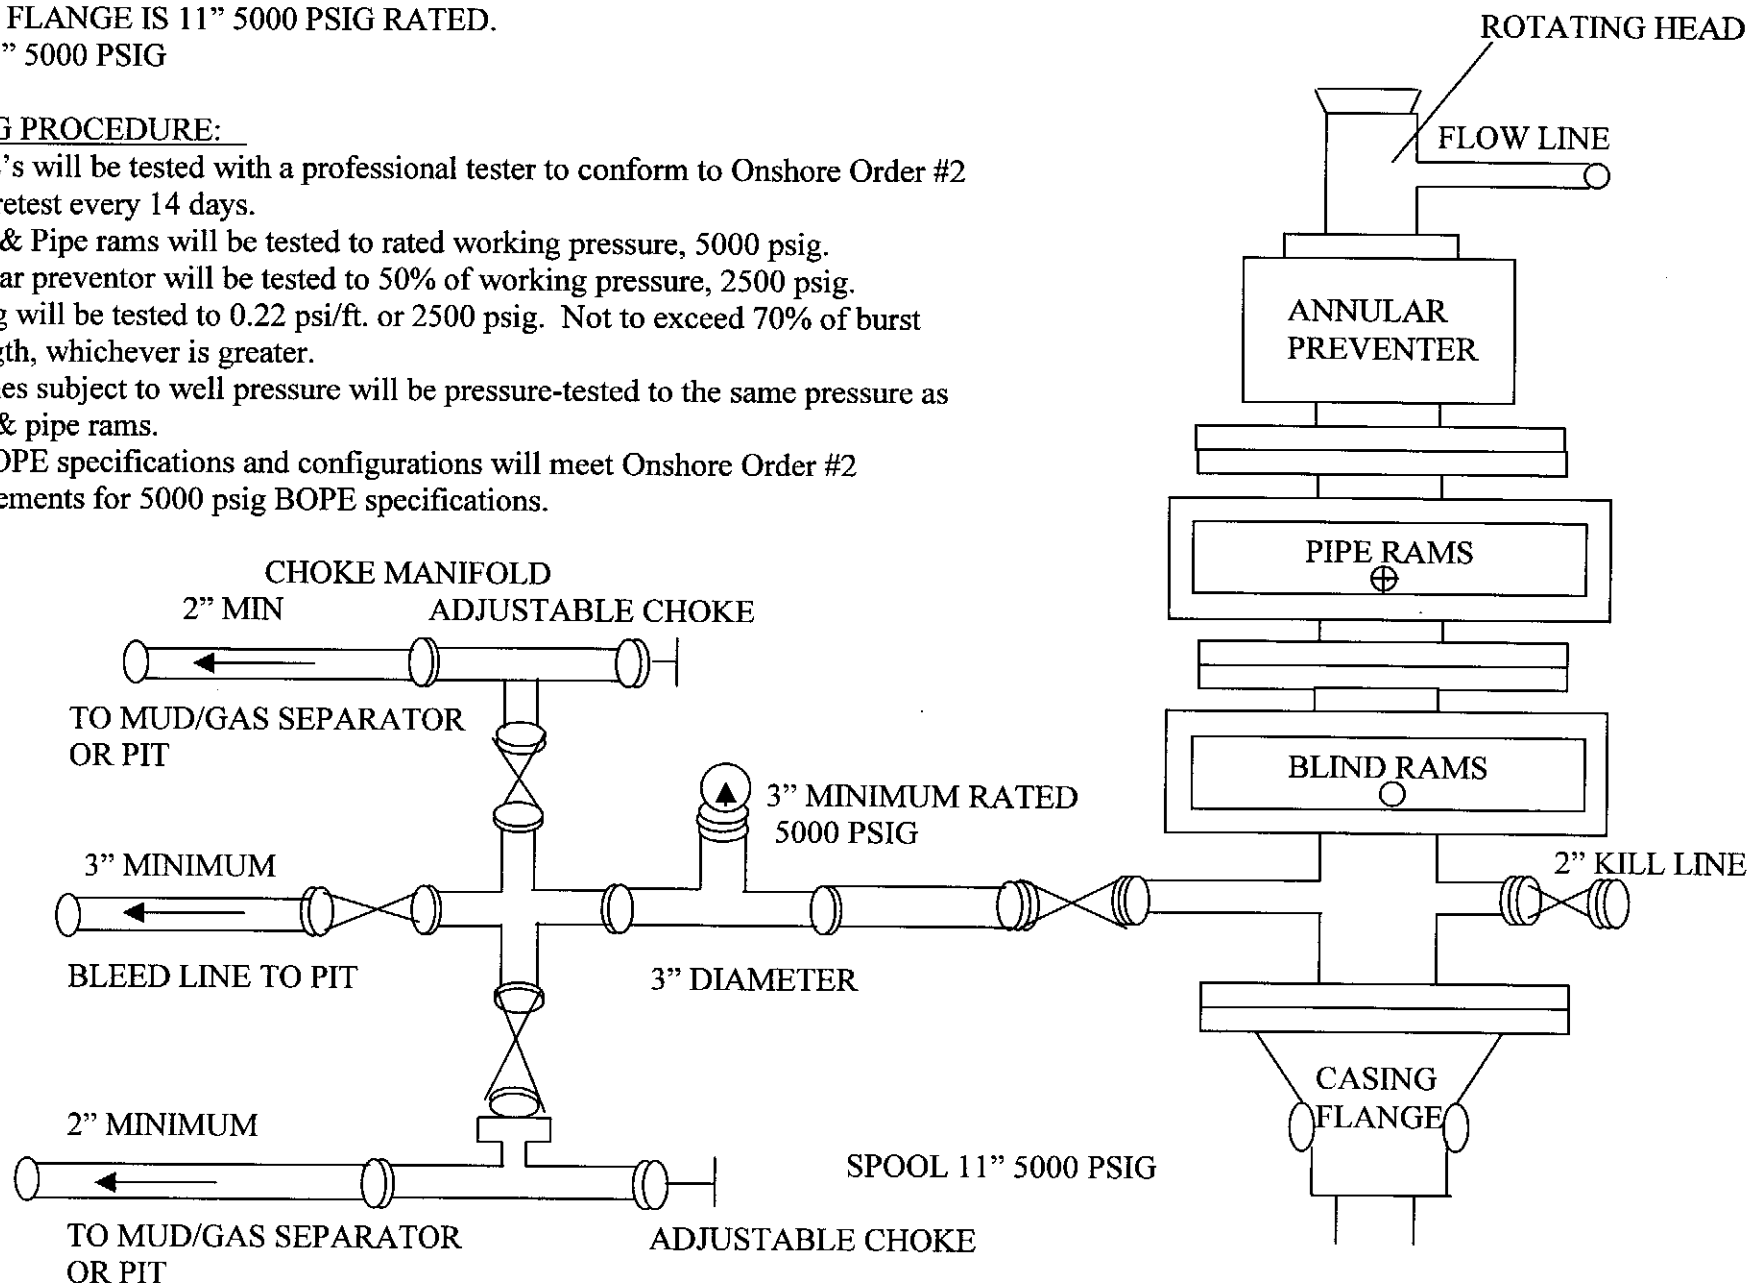 FLANGE IS 11” 5000 PSIG RATED.
” 5000 PSIG
G PROCEDURE:
’s will be tested with a professional tester to conform to Onshore Order #2
retest every 14 days.
& Pipe rams will be tested to rated working pressure, 5000 psig.
ar preventor will be tested to 50% of working pressure, 2500 psig.
g will be tested to 0.22 psi/ft. or 2500 psig. Not to exceed 70% of burst
gth, whichever is greater.
es subject to well pressure will be pressure-tested to the same pressure as
& pipe rams.
OPE specifications and configurations will meet Onshore Order #2
ements for 5000 psig BOPE specifications.
ROTATING HEAD
FLOW LINE
ANNULAR
PREVENTER
PIPE RAMS
BLIND RAMS
2” KILL LINE
CASING
FLANGE
SPOOL 11” 5000 PSIG
CHOKE MANIFOLD
2” MIN
ADJUSTABLE CHOKE
TO MUD/GAS SEPARATOR
OR PIT
3” MINIMUM RATED
5000 PSIG
3” MINIMUM
BLEED LINE TO PIT
3” DIAMETER
2” MINIMUM
TO MUD/GAS SEPARATOR
OR PIT
ADJUSTABLE CHOKE